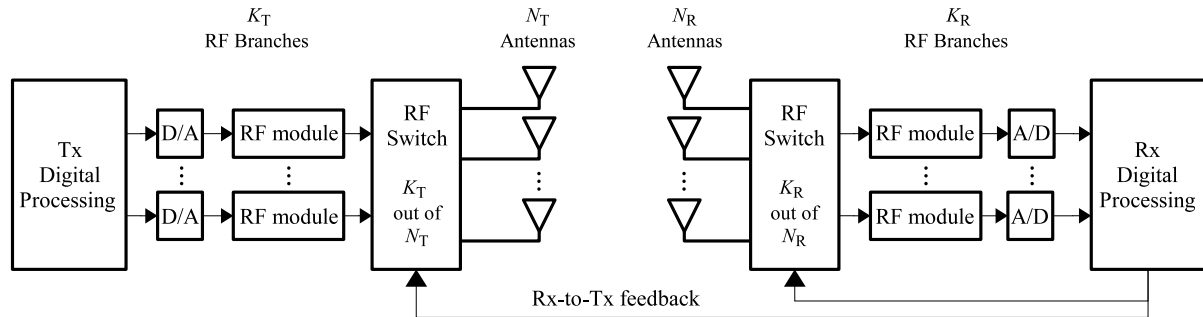 K_T
RF Branches
N_T
Antennas
N_R
Antennas
K_R
RF Branches
Tx
Digital
Processing
D/A
RF module
D/A
RF module
RF
Switch
K_T
out of
N_T
RF
Switch
K_R
out of
N_R
RF module
A/D
RF module
A/D
Rx
Digital
Processing
Rx-to-Tx feedback